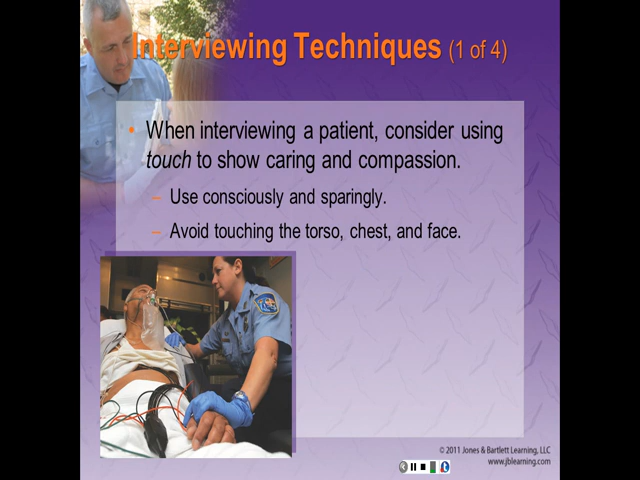 Interviewing Techniques (1 of 4)
• When interviewing a patient, consider using
touch to show caring and compassion.
– Use consciously and sparingly.
– Avoid touching the torso, chest, and face.
© 2011 Jones & Bartlett Learning, LLC
www.jblearning.com